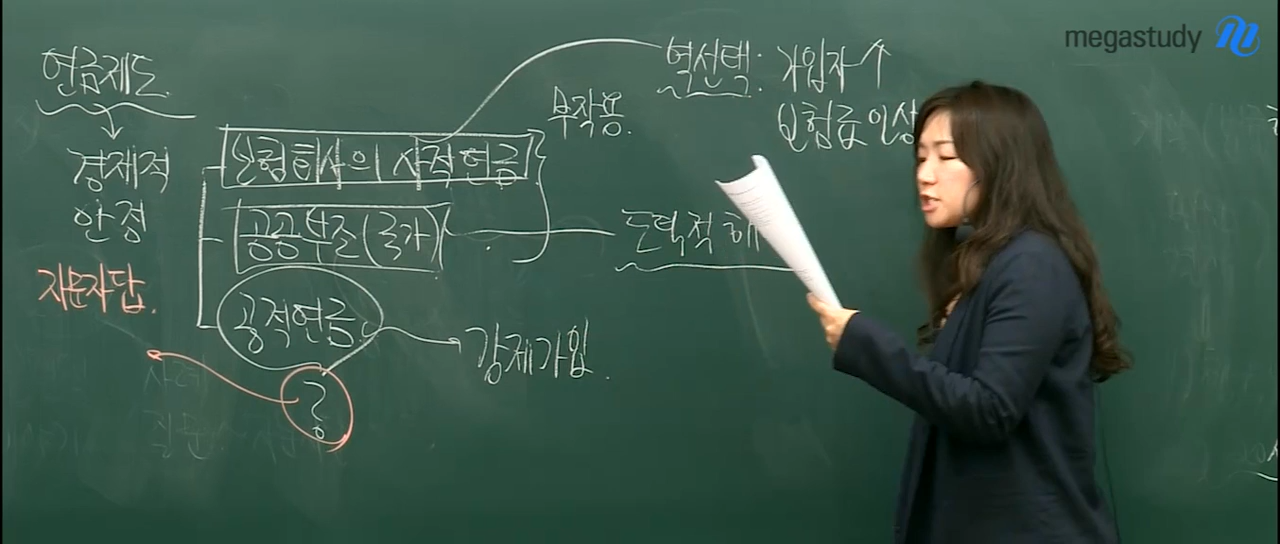 megastudy
연금제도
경제적
안정
자문자답.
보험회사의 사적연금
공공부조(국가)
공적연금
?
부작용.
역선택: 가입자↑
보험료 인상
도덕적 해
강제가입.